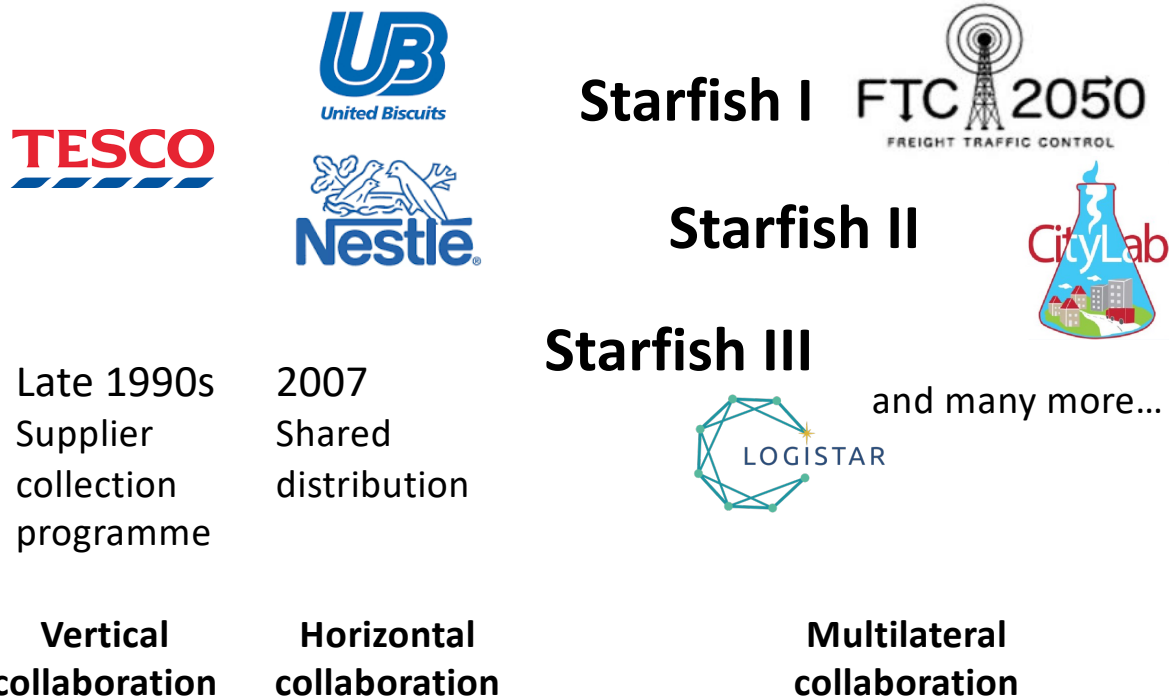 TESCO
UB
United Biscuits
Nestlé
Starfish I
FTC 2050
FREIGHT TRAFFIC CONTROL
Starfish II
CityLab
Starfish III
LOGISTAR
and many more…
Late 1990s
Supplier
collection
programme
2007
Shared
distribution
Vertical
collaboration
Horizontal
collaboration
Multilateral
collaboration